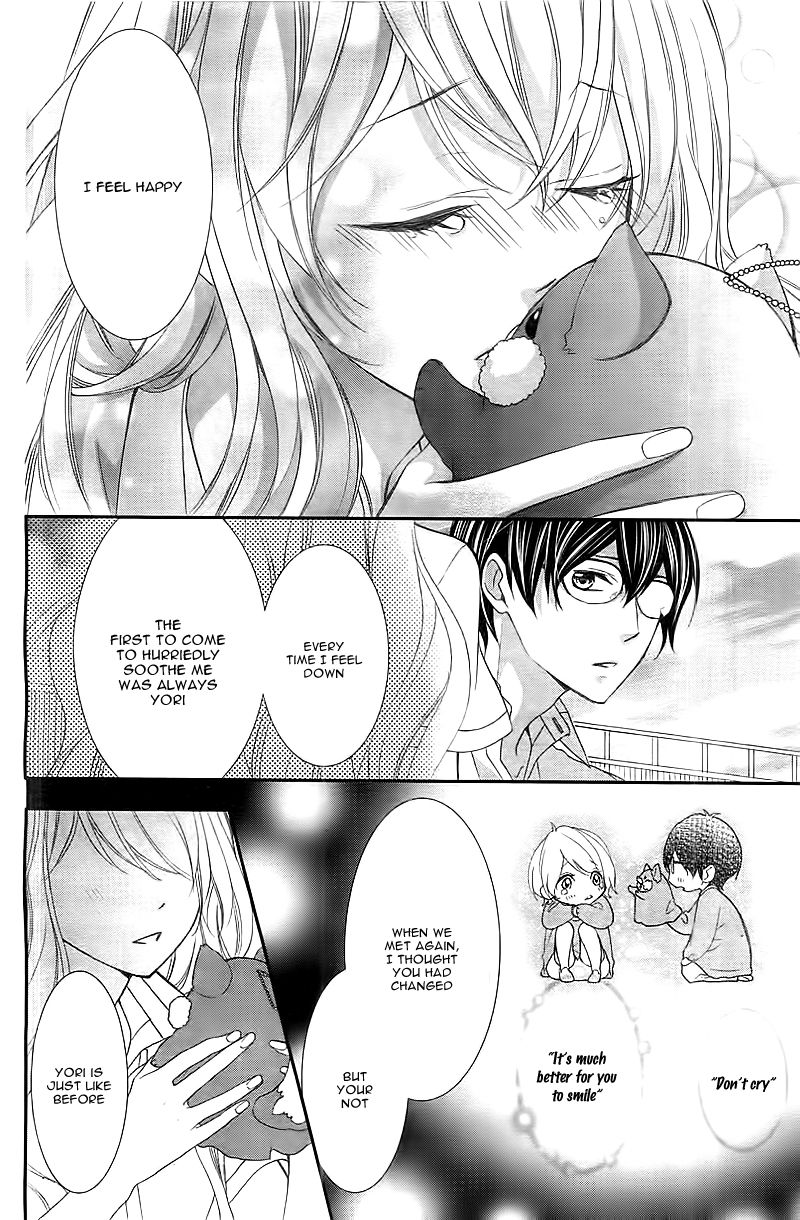 I FEEL HAPPY
EVERY
TIME I FEEL
DOWN
THE
FIRST TO COME
TO HURRIEDLY
SOOTHE ME
WAS ALWAYS
YORI
"Don't cry"
"It's much
better for you
to smile"
WHEN WE
MET AGAIN,
I THOUGHT
YOU HAD
CHANGED
BUT
YOUR
NOT
YORI IS
JUST LIKE
BEFORE